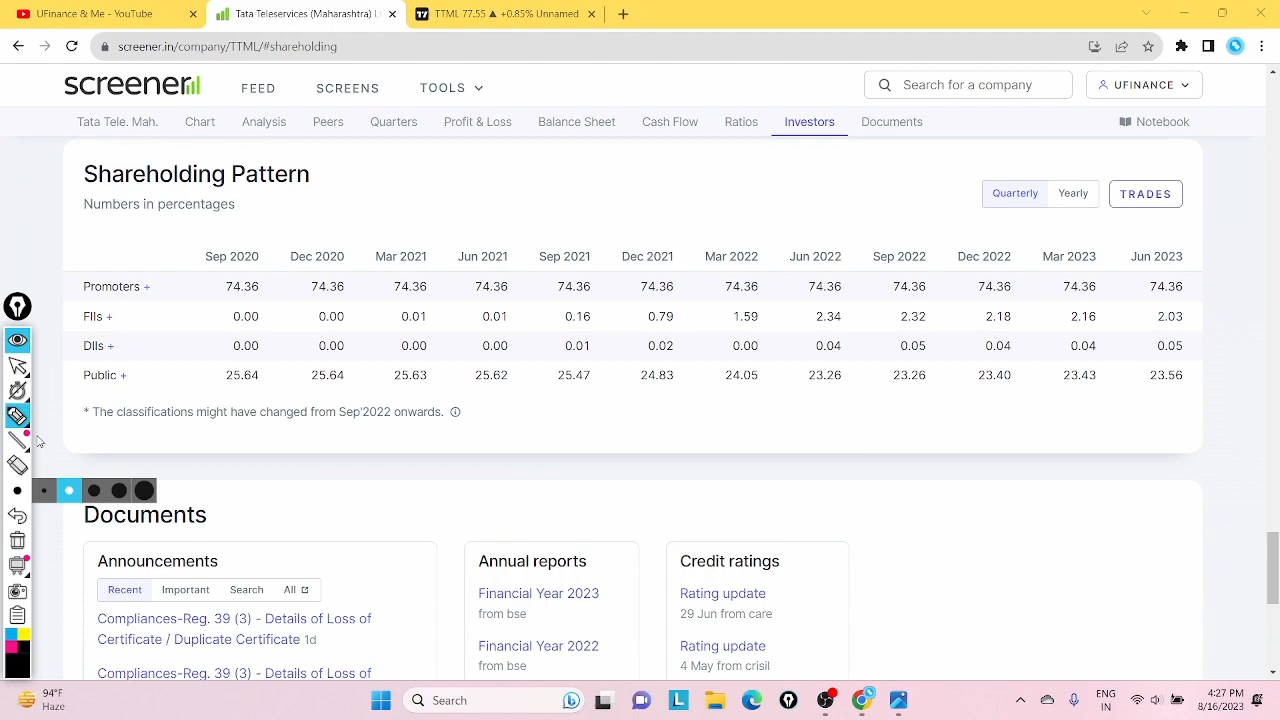 UFinance & Me - YouTube
Tata Teleservices (Maharashtra) L
TTML 77.55 ▲ +0.85% Unnamed
screener.in/company/TTML/#shareholding
screener
FEED
SCREENS
TOOLS
Search for a company
UFINANCE
Tata Tele. Mah.
Chart
Analysis
Peers
Quarters
Profit & Loss
Balance Sheet
Cash Flow
Ratios
Investors
Documents
Notebook
Shareholding Pattern
Numbers in percentages
Quarterly
Yearly
TRADES
Sep 2020 Dec 2020 Mar 2021 Jun 2021 Sep 2021 Dec 2021 Mar 2022 Jun 2022 Sep 2022 Dec 2022 Mar 2023 Jun 2023
Promoters + 74.36 74.36 74.36 74.36 74.36 74.36 74.36 74.36 74.36 74.36 74.36 74.36
FIIs + 0.00 0.00 0.01 0.01 0.16 0.79 1.59 2.34 2.32 2.18 2.16 2.03
DIIs + 0.00 0.00 0.00 0.00 0.01 0.02 0.00 0.04 0.05 0.04 0.04 0.05
Public + 25.64 25.64 25.63 25.62 25.47 24.83 24.05 23.26 23.26 23.40 23.43 23.56
* The classifications might have changed from Sep'2022 onwards.
Documents
Announcements
Recent
Important
Search
All
Compliances-Reg. 39 (3) - Details of Loss of
Certificate / Duplicate Certificate 1d
Compliances-Reg. 39 (3) - Details of Loss of
Annual reports
Financial Year 2023
from bse
Financial Year 2022
from bse
Credit ratings
Rating update
29 Jun from care
Rating update
4 May from crisil
94°F
Haze
Search
ENG
IN
4:27 PM
8/16/2023